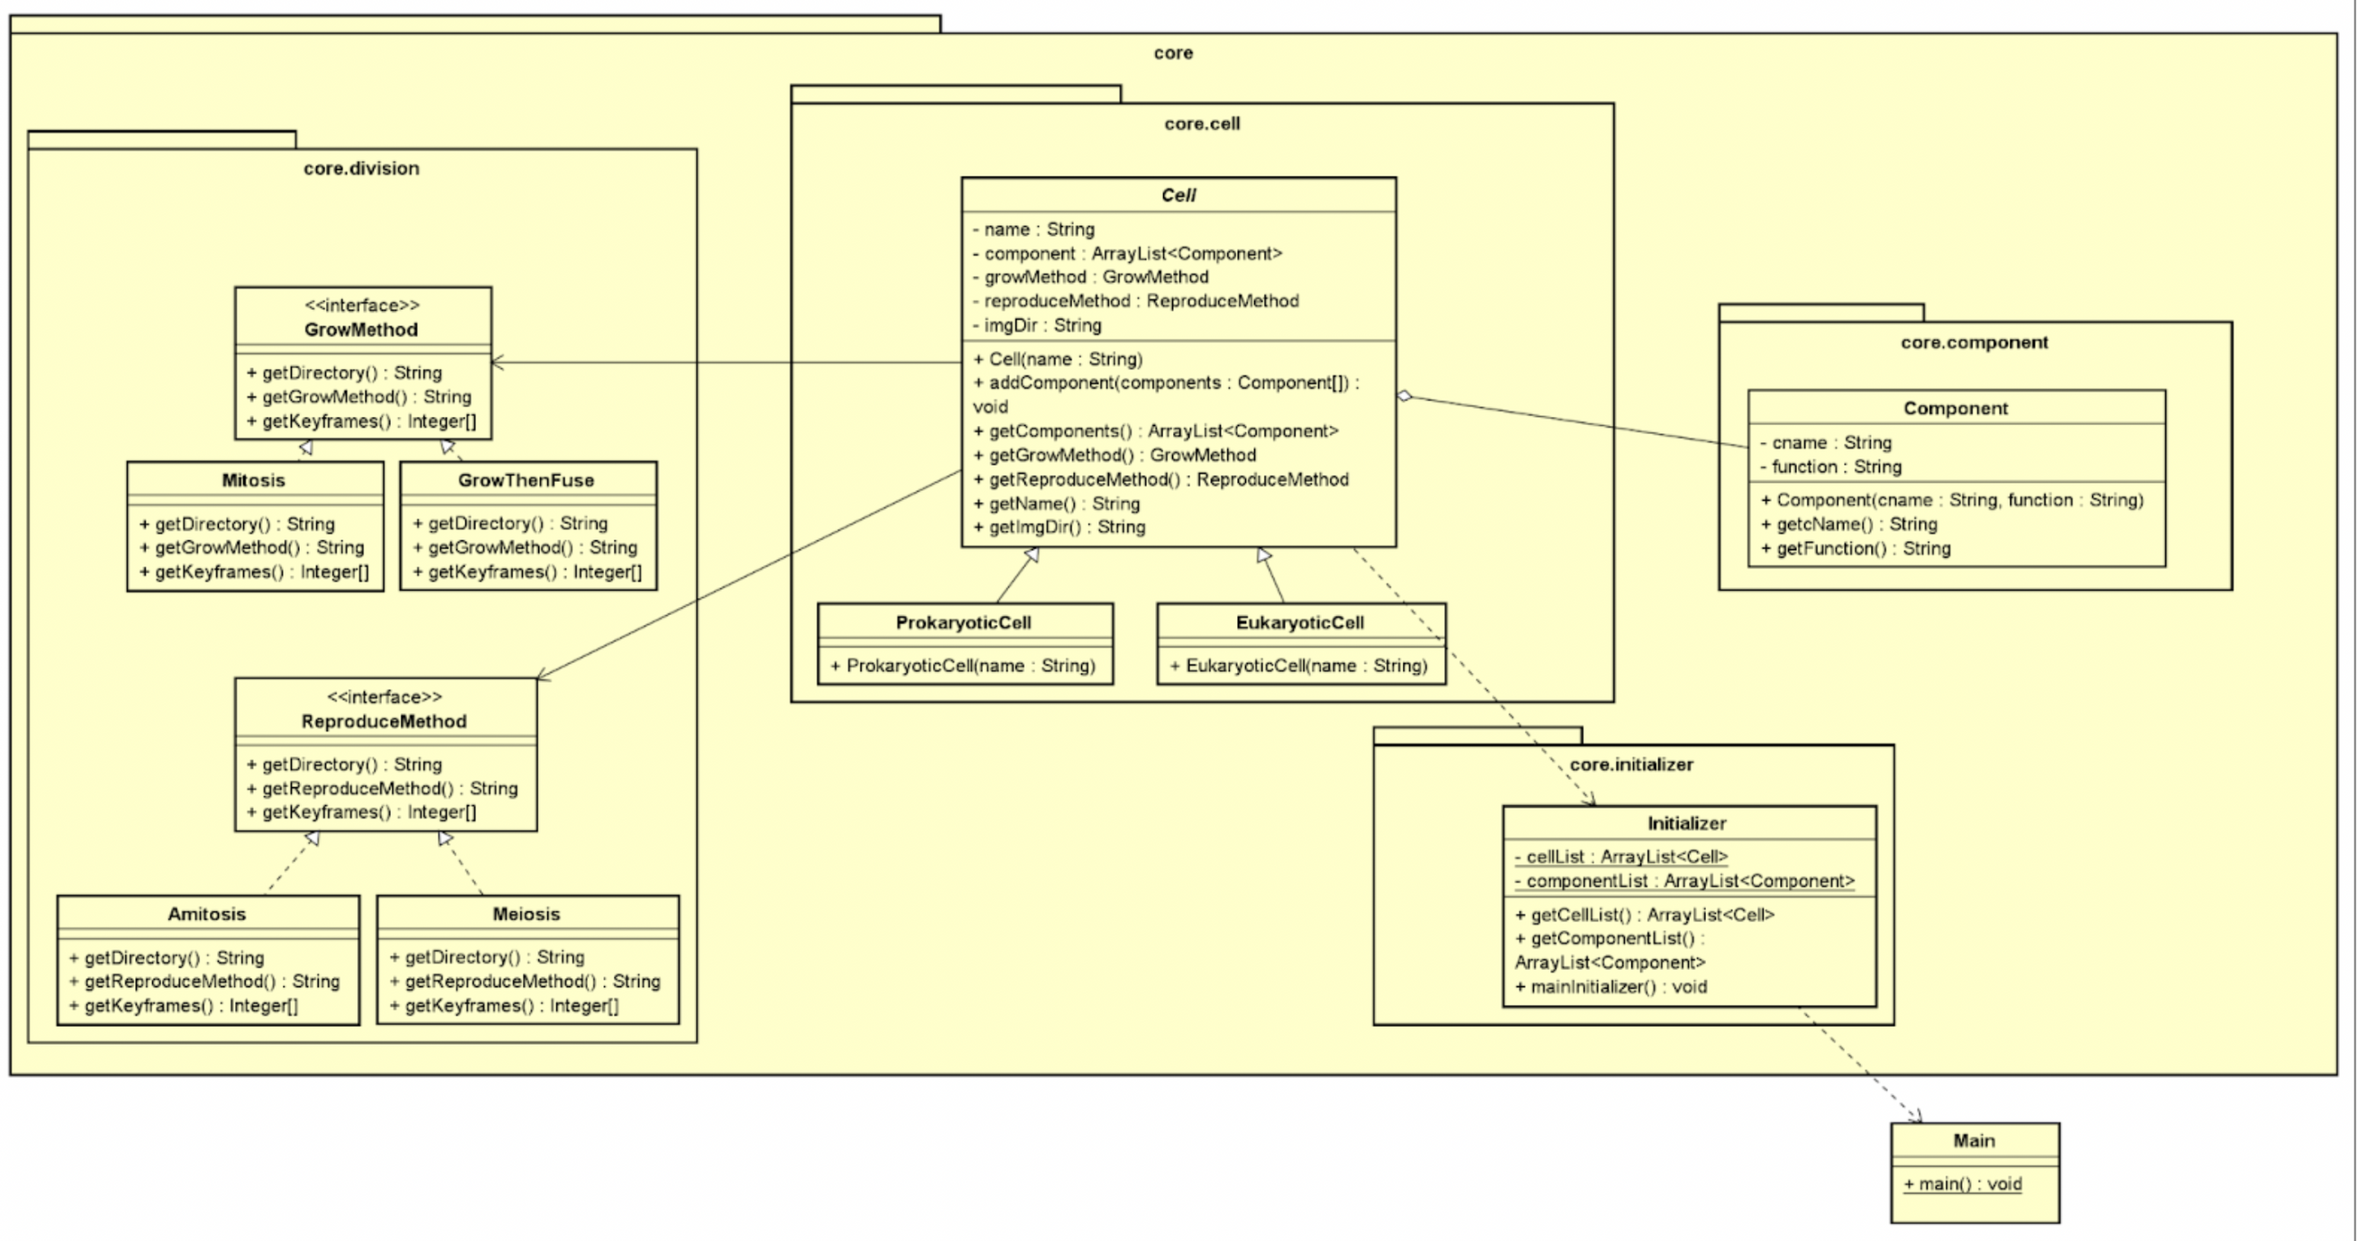 core
core.division
<<interface>>
GrowMethod
+ getDirectory() : String
+ getGrowMethod() : String
+ getKeyframes() : Integer[]
Mitosis
+ getDirectory() : String
+ getGrowMethod() : String
+ getKeyframes() : Integer[]
GrowThenFuse
+ getDirectory() : String
+ getGrowMethod() : String
+ getKeyframes() : Integer[]
<<interface>>
ReproduceMethod
+ getDirectory() : String
+ getReproduceMethod() : String
+ getKeyframes() : Integer[]
Amitosis
+ getDirectory() : String
+ getReproduceMethod() : String
+ getKeyframes() : Integer[]
Meiosis
+ getDirectory() : String
+ getReproduceMethod() : String
+ getKeyframes() : Integer[]
core.cell
Cell
- name : String
- component : ArrayList<Component>
- growMethod : GrowMethod
- reproduceMethod : ReproduceMethod
- imgDir : String
+ Cell(name : String)
+ addComponent(components : Component[]) :
void
+ getComponents() : ArrayList<Component>
+ getGrowMethod() : GrowMethod
+ getReproduceMethod() : ReproduceMethod
+ getName() : String
+ getImgDir() : String
ProkaryoticCell
+ ProkaryoticCell(name : String)
EukaryoticCell
+ EukaryoticCell(name : String)
core.component
Component
- cname : String
- function : String
+ Component(cname : String, function : String)
+ getcName() : String
+ getFunction() : String
core.initializer
Initializer
- cellList : ArrayList<Cell>
- componentList : ArrayList<Component>
+ getCellList() : ArrayList<Cell>
+ getComponentList() :
ArrayList<Component>
+ mainInitializer() : void
Main
+ main() : void